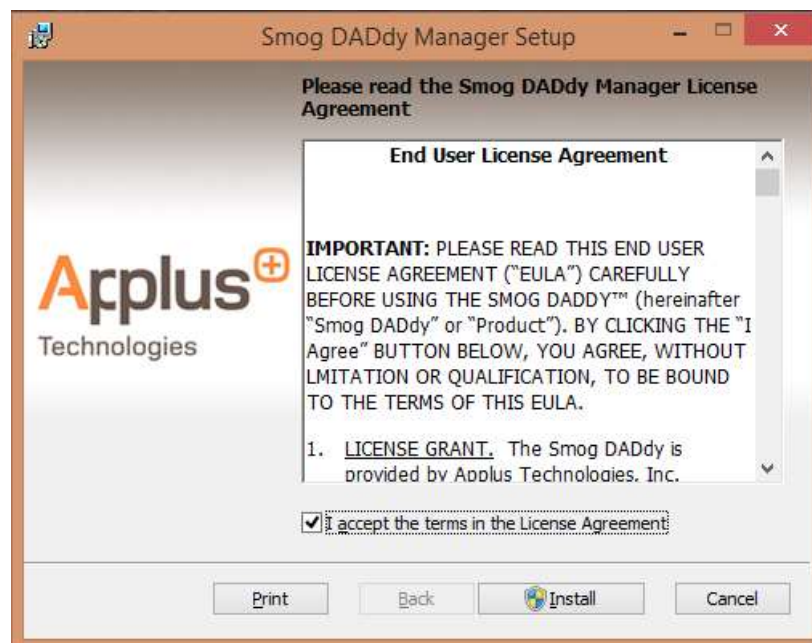 Smog DADdy Manager Setup
Please read the Smog DADdy Manager License
Agreement
End User License Agreement
IMPORTANT: PLEASE READ THIS END USER
LICENSE AGREEMENT ("EULA") CAREFULLY
BEFORE USING THE SMOG DADDY™ (hereinafter
“Smog DADdy” or “Product”). BY CLICKING THE “I
Agree” BUTTON BELOW, YOU AGREE, WITHOUT
LMITATION OR QUALIFICATION, TO BE BOUND
TO THE TERMS OF THIS EULA.
1. LICENSE GRANT. The Smog DADdy is
provided by Applus Technologies, Inc.
Applus+
Technologies
I accept the terms in the License Agreement
Print
Back
Install
Cancel